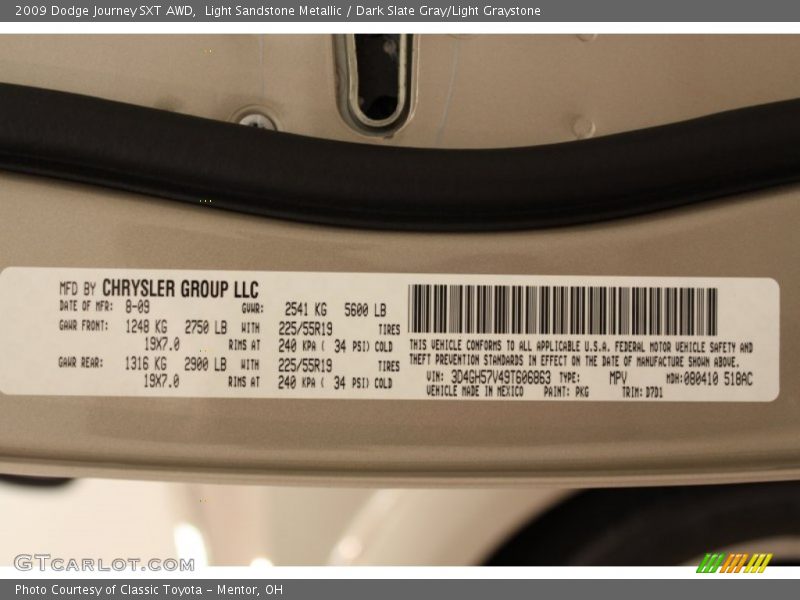 2009 Dodge Journey SXT AWD,  Light Sandstone Metallic / Dark Slate Gray/Light Graystone
MFD BY CHRYSLER GROUP LLC
DATE OF MFR: 8-09 GVWR: 2541 KG 5600 LB
GAWR FRONT: 1248 KG 2750 LB WITH 225/55R19 TIRES
19X7.0 RIMS AT 240 KPA ( 34 PSI) COLD
GAWR REAR: 1316 KG 2900 LB WITH 225/55R19 TIRES
19X7.0 RIMS AT 240 KPA ( 34 PSI) COLD
THIS VEHICLE CONFORMS TO ALL APPLICABLE U.S.A. FEDERAL MOTOR VEHICLE SAFETY AND
THEFT PREVENTION STANDARDS IN EFFECT ON THE DATE OF MANUFACTURE SHOWN ABOVE.
VIN: 3D4GH57V49T606863 TYPE: MPV MDH:080410 518AC
VEHICLE MADE IN MEXICO PAINT: PKG TRIM: D7D1
GTCARLOT.COM
Photo Courtesy of Classic Toyota - Mentor, OH